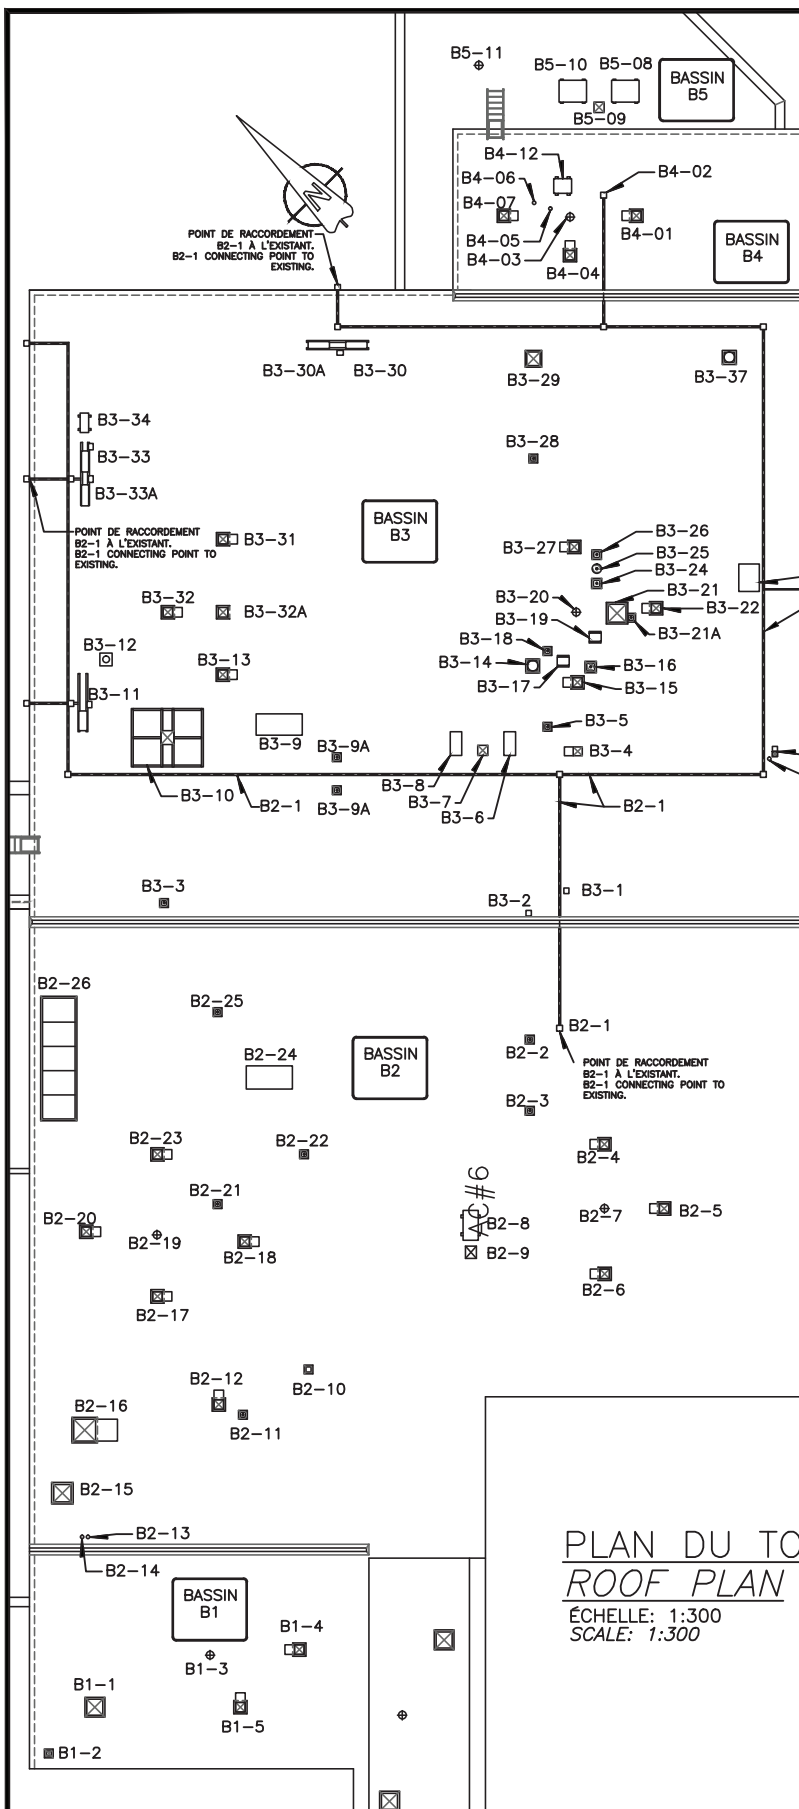 B5-11
B5-10
B5-08
BASSIN
B5
B5-09
B4-12
B4-06
B4-02
B4-07
N
B4-05
B4-01
B4-03
BASSIN
B4
B4-04
POINT DE RACCORDEMENT
B2-1 À L'EXISTANT.
B2-1 CONNECTING POINT TO
EXISTING.
B3-30A
B3-30
B3-29
B3-37
B3-34
B3-33
B3-28
B3-33A
BASSIN
B3
POINT DE RACCORDEMENT
B2-1 À L'EXISTANT.
B2-1 CONNECTING POINT TO
EXISTING.
B3-31
B3-27
B3-26
B3-25
B3-24
B3-32
B3-32A
B3-20
B3-21
B3-22
B3-19
B3-21A
B3-12
B3-18
B3-13
B3-14
B3-16
B3-11
B3-17
B3-15
B3-5
B3-9
B3-9A
B3-4
B3-10
B2-1
B3-9A
B3-8
B3-7
B3-6
B2-1
B3-3
B3-2
B3-1
B2-26
B2-25
B2-1
B2-24
BASSIN
B2
B2-2
POINT DE RACCORDEMENT
B2-1 À L'EXISTANT.
B2-1 CONNECTING POINT TO
EXISTING.
B2-3
B2-23
B2-22
B2-4
AC#6
B2-21
B2-20
B2-19
B2-18
B2-8
B2-7
B2-5
B2-9
B2-17
B2-6
B2-12
B2-10
B2-16
B2-11
B2-15
B2-13
B2-14
PLAN DU TO
ROOF PLAN
ÉCHELLE: 1:300
SCALE: 1:300
BASSIN
B1
B1-4
B1-3
B1-1
B1-5
B1-2